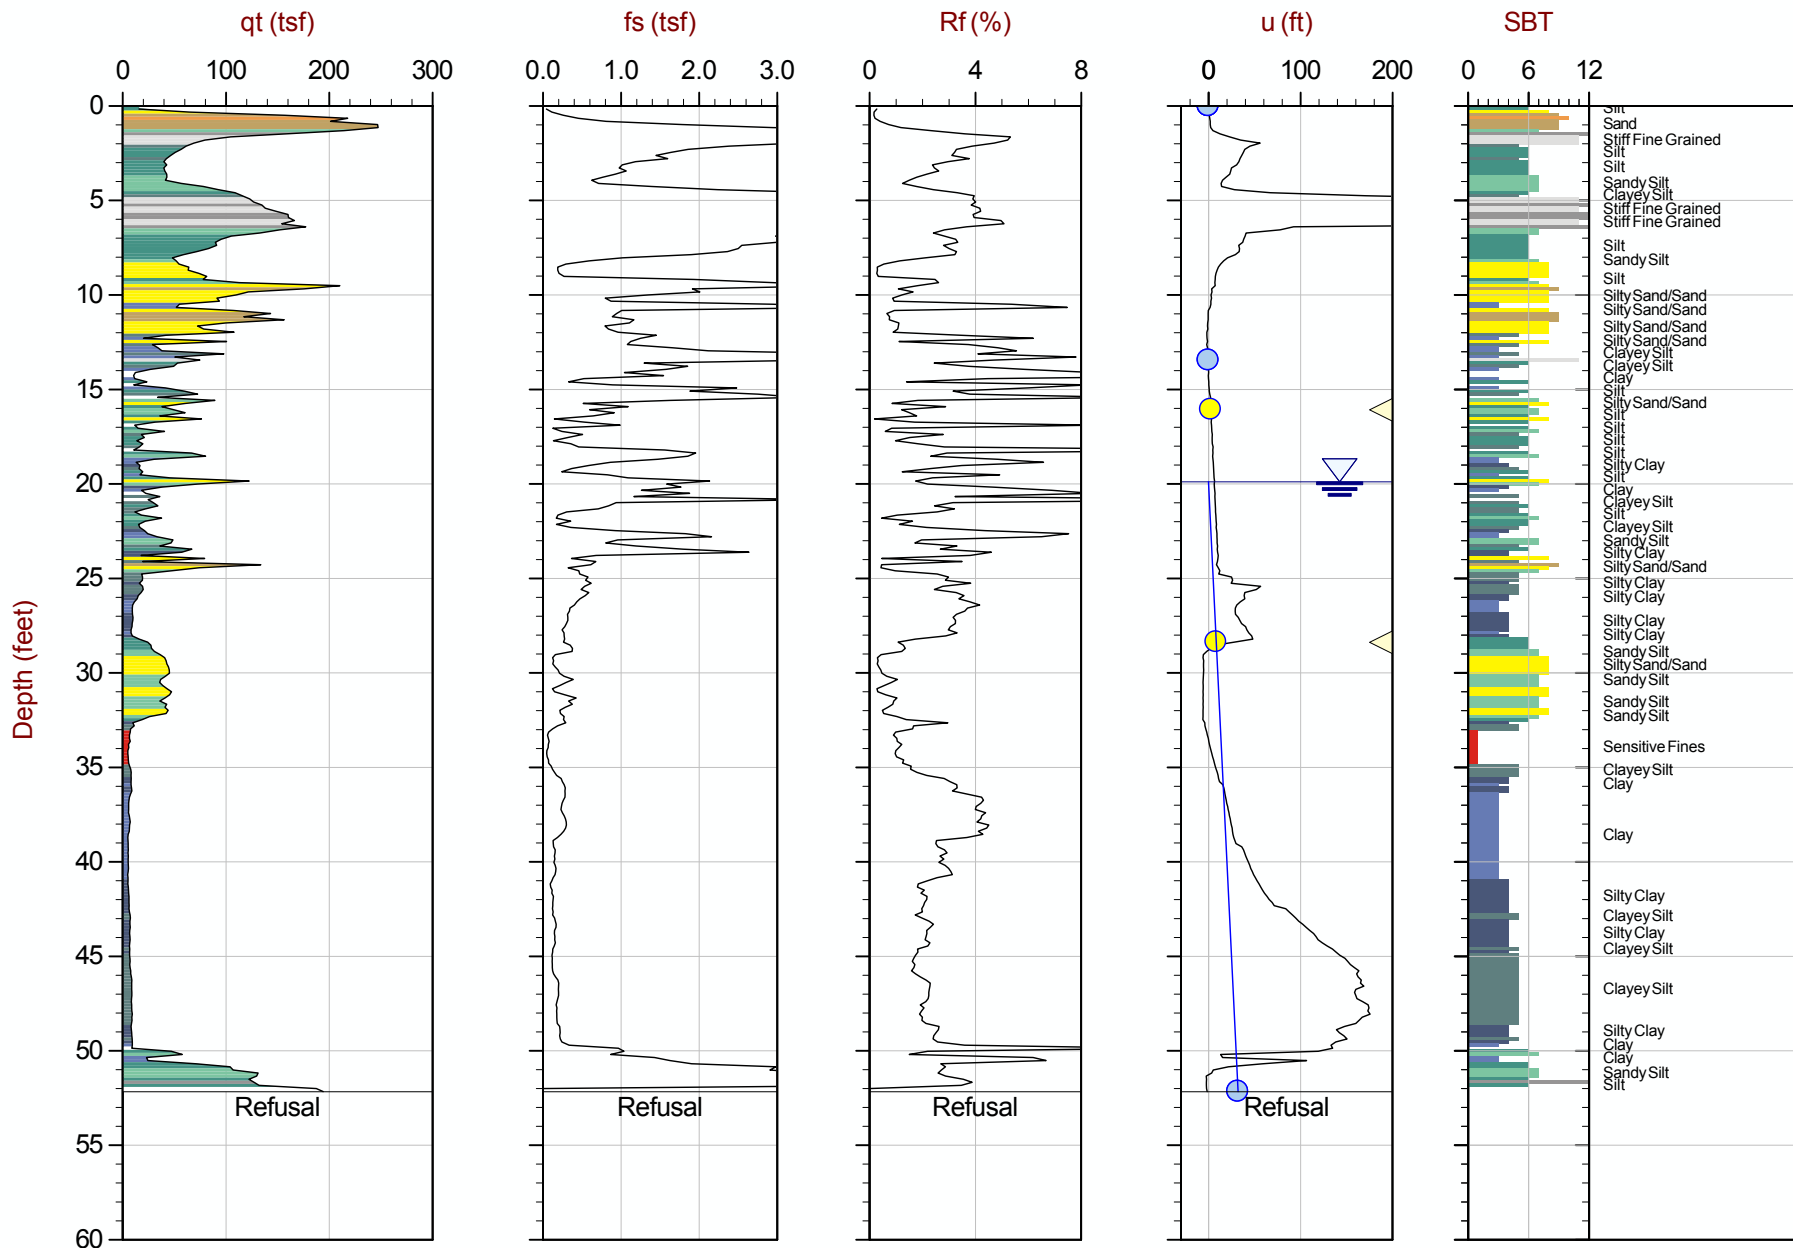 qt (tsf) fs (tsf) Rf (%) u (ft) SBT
0 100 200 300 0.0 1.0 2.0 3.0 0 4 8 0 100 200 0 6 12
0
5
10
15
20
25
30
35
40
45
50
55
60
Depth (feet)
Refusal Refusal Refusal Refusal
Silt
Sand
Stiff Fine Grained
Silt
Silt
Sandy Silt
Clayey Silt
Stiff Fine Grained
Stiff Fine Grained
Silt
Sandy Silt
Silt
Silty Sand/Sand
Silty Sand/Sand
Silty Sand/Sand
Silty Sand/Sand
Clayey Silt
Clayey Silt
Clay
Silt
Silty Sand/Sand
Silt
Silt
Silt
Silt
Silty Clay
Silt
Clay
Clayey Silt
Silt
Clayey Silt
Sandy Silt
Silty Clay
Silty Sand/Sand
Silty Clay
Silty Clay
Silty Clay
Silty Clay
Sandy Silt
Silty Sand/Sand
Sandy Silt
Sandy Silt
Sandy Silt
Sensitive Fines
Clayey Silt
Clay
Clay
Silty Clay
Clayey Silt
Silty Clay
Clayey Silt
Clayey Silt
Silty Clay
Clay
Clay
Sandy Silt
Silt